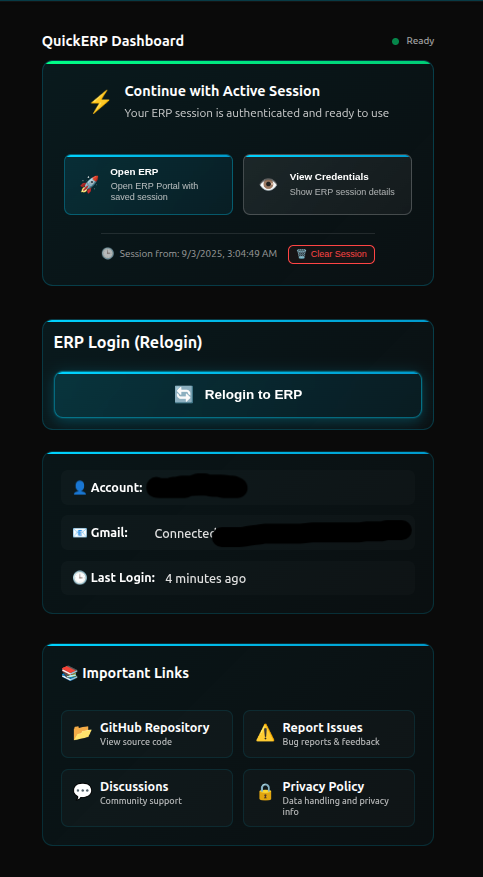 QuickERP Dashboard
Ready
Continue with Active Session
Your ERP session is authenticated and ready to use
Open ERP
Open ERP Portal with
saved session
View Credentials
Show ERP session details
Session from: 9/3/2025, 3:04:49 AM
Clear Session
ERP Login (Relogin)
Relogin to ERP
Account:
Gmail: Connected
Last Login: 4 minutes ago
Important Links
GitHub Repository
View source code
Report Issues
Bug reports & feedback
Discussions
Community support
Privacy Policy
Data handling and privacy
info